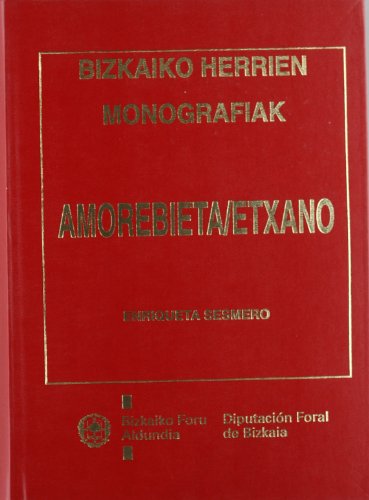 BIZKAIKO HERRIEN
MONOGRAFIAK
AMOREBIETA/ETXANO
ENRIQUETA SESMERO
Bizkaiko Foru
Aldundia
Diputación Foral
de Bizkaia